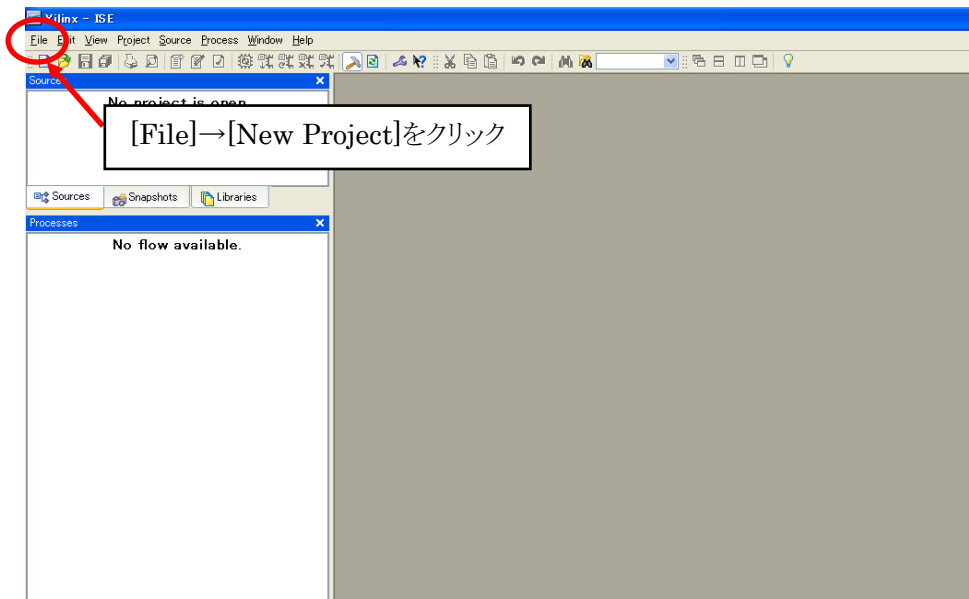 Xilinx - ISE
File Edit View Project Source Process Window Help
Sources
No project is open
[File]→[New Project]をクリック
Sources Snapshots Libraries
Processes
No flow available.